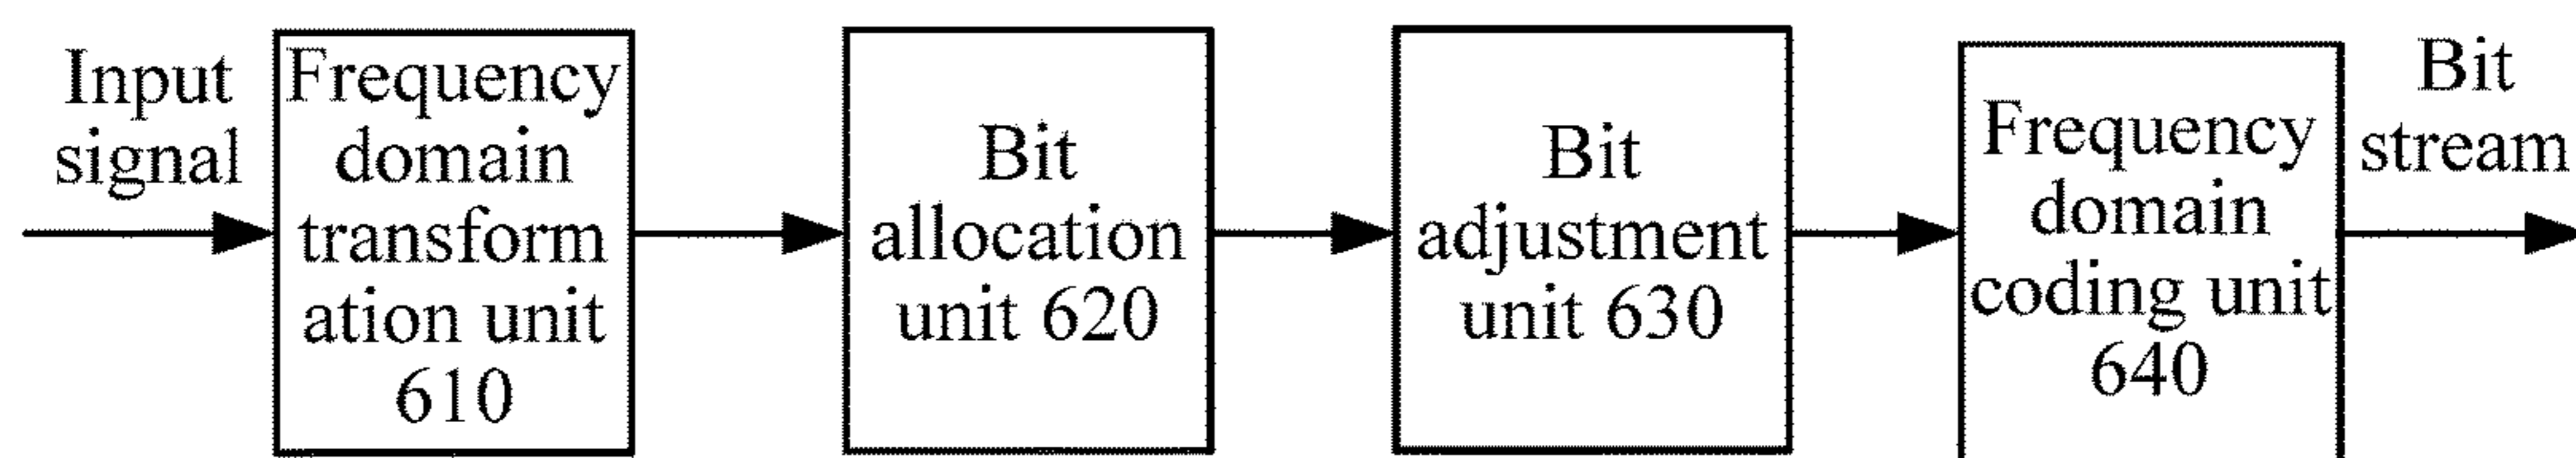 Input
signal
Frequency
domain
transform
ation unit
610
Bit
allocation
unit 620
Bit
adjustment
unit 630
Frequency
domain
coding unit
640
Bit
stream